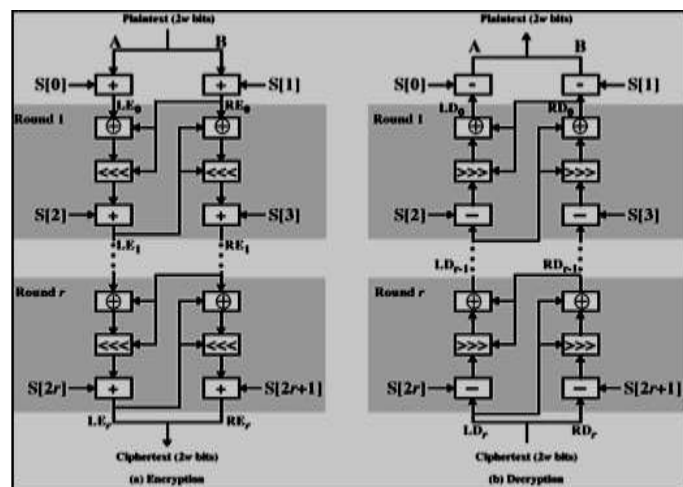 Plaintext (2w bits)
A B
S[0] + + S[1]
LE0 RE0
Round 1
<<< <<<
S[2] + + S[3]
LE1 RE1
Round r
<<< <<<
S[2r] + + S[2r+1]
LEr REr
Ciphertext (2w bits)
(a) Encryption
Plaintext (2w bits)
A B
S[0] - - S[1]
LD0 RD0
Round 1
>>> >>>
S[2] − − S[3]
LDr-1 RDr-1
Round r
>>> >>>
S[2r] − − S[2r+1]
LDr RDr
Ciphertext (2w bits)
(b) Decryption